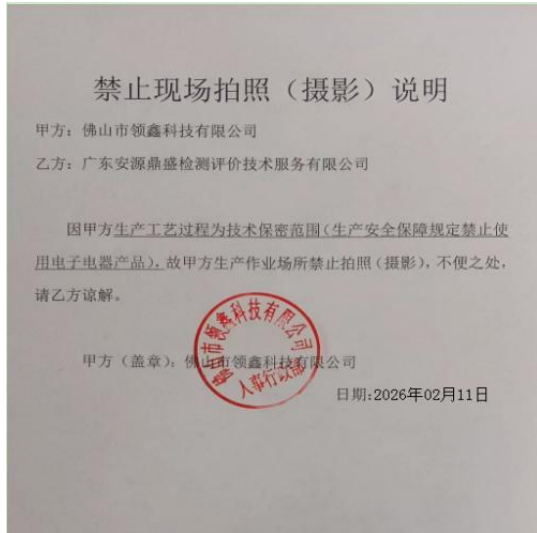 禁止现场拍照（摄影）说明
甲方：佛山市领鑫科技有限公司
乙方：广东安源鼎盛检测评价技术服务有限公司
因甲方生产工艺过程为技术保密范围（生产安全保障规定禁止使
用电子电器产品），故甲方生产作业场所禁止拍照（摄影），不便之处，
请乙方谅解。
甲方（盖章）：佛山市领鑫科技有限公司
佛山市领鑫科技有限公司
人事行政部
日期:2026年02月11日